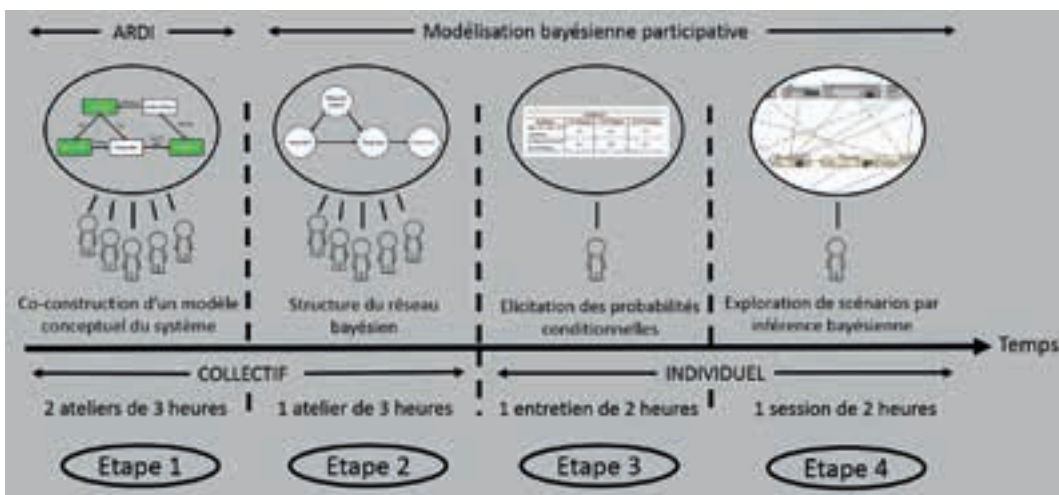 ARDI
Modélisation bayésienne participative
Co-construction d'un modèle
conceptuel du système
Structure du réseau
bayésien
Elicitation des probabilités
conditionnelles
Exploration de scénarios par
inférence bayésienne
Temps
COLLECTIF
INDIVIDUEL
2 ateliers de 3 heures
1 atelier de 3 heures
1 entretien de 2 heures
1 session de 2 heures
Etape 1
Etape 2
Etape 3
Etape 4